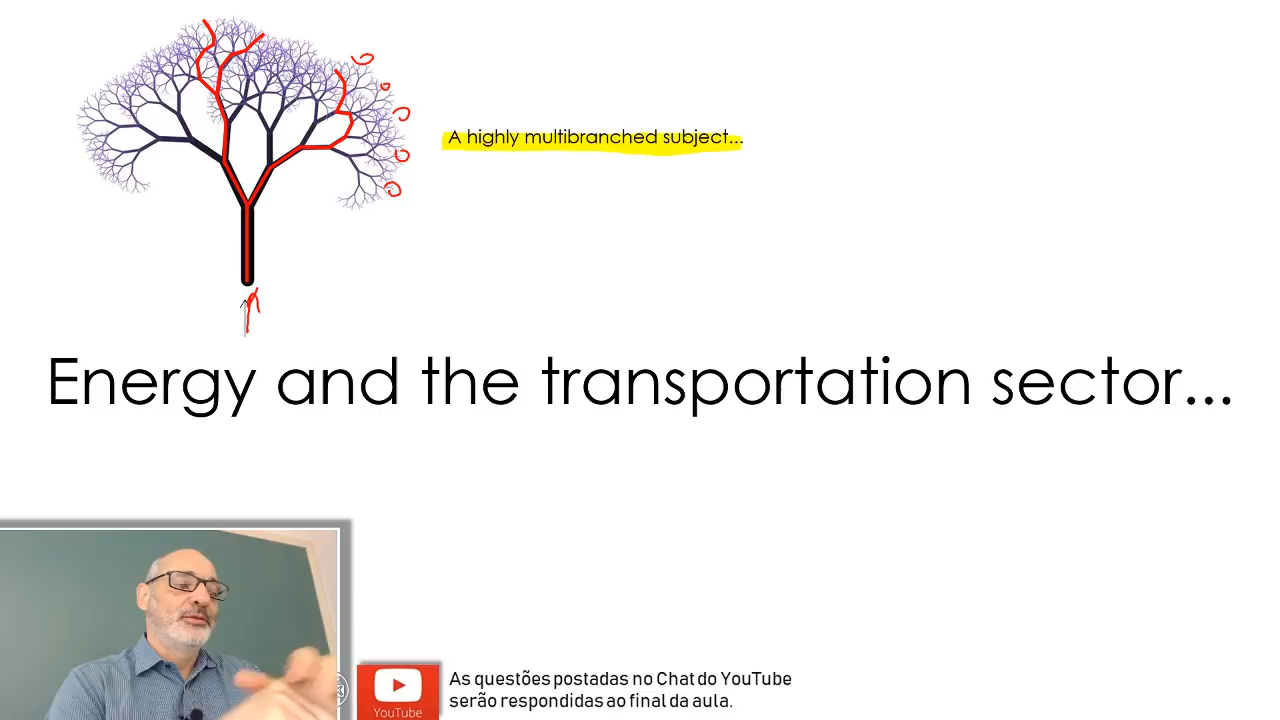 A highly multibranched subject...
Energy and the transportation sector...
As questões postadas no Chat do YouTube
serão respondidas ao final da aula.
YouTube